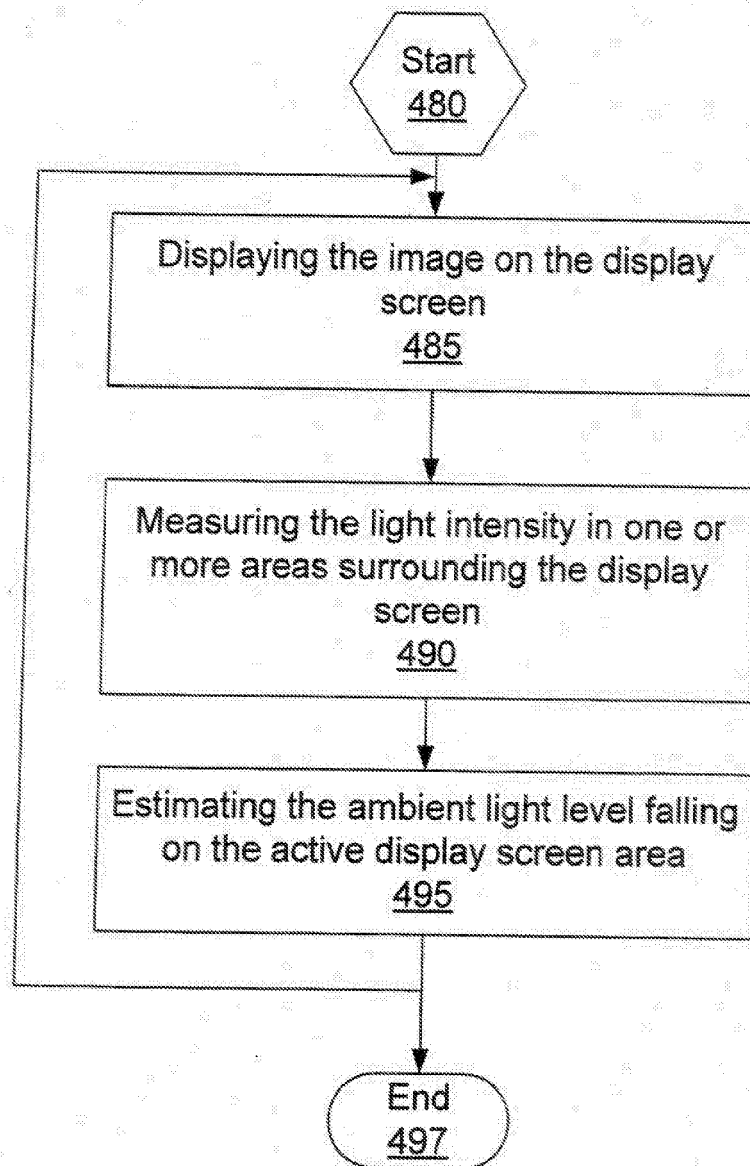 Start
480
Displaying the image on the display
screen
485
Measuring the light intensity in one or
more areas surrounding the display
screen
490
Estimating the ambient light level falling
on the active display screen area
495
End
497